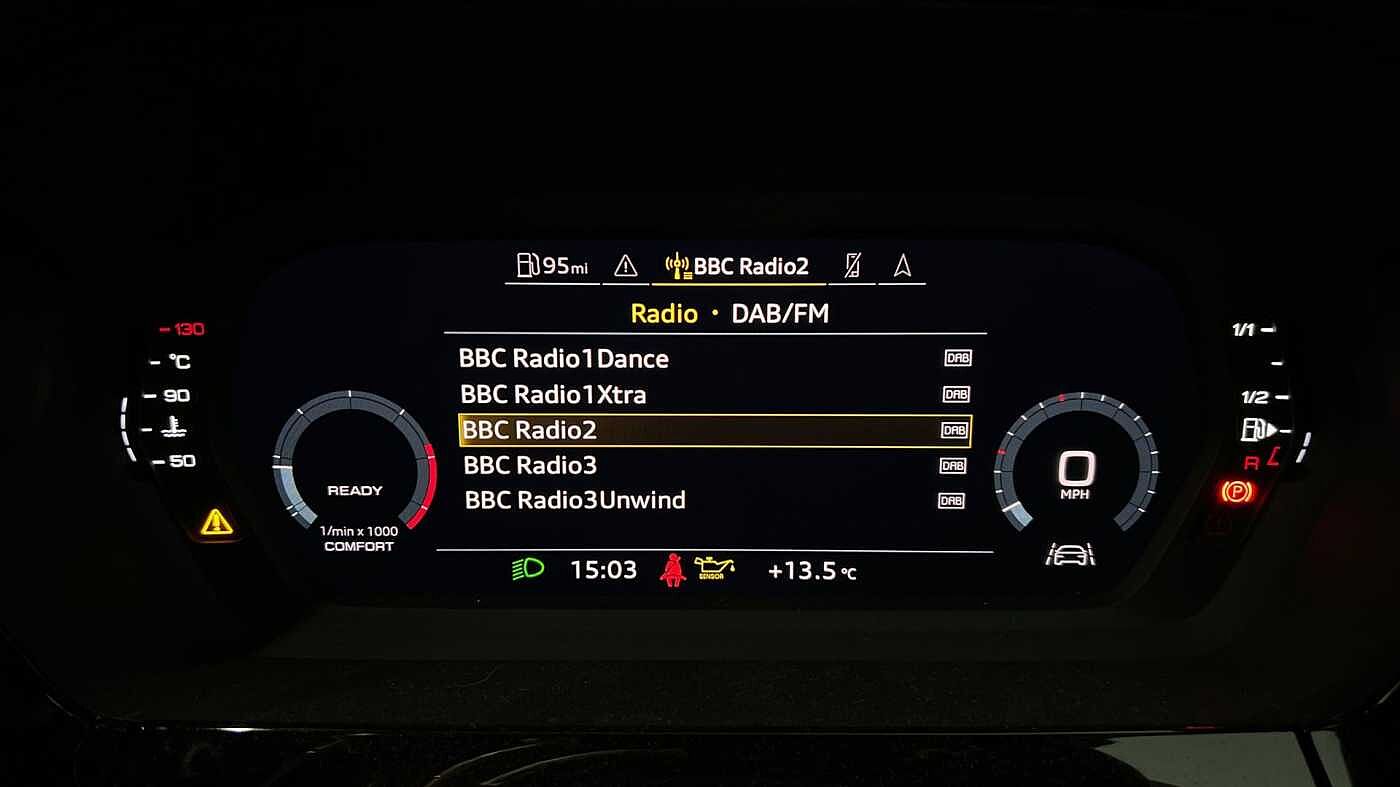 95mi
BBC Radio2
Radio • DAB/FM
BBC Radio1Dance DAB
BBC Radio1Xtra DAB
BBC Radio2 DAB
BBC Radio3 DAB
BBC Radio3Unwind DAB
130
°C
90
50
READY
1/min x 1000
COMFORT
15:03
SENSOR
+13.5 °C
0
MPH
1/1
1/2
R
P